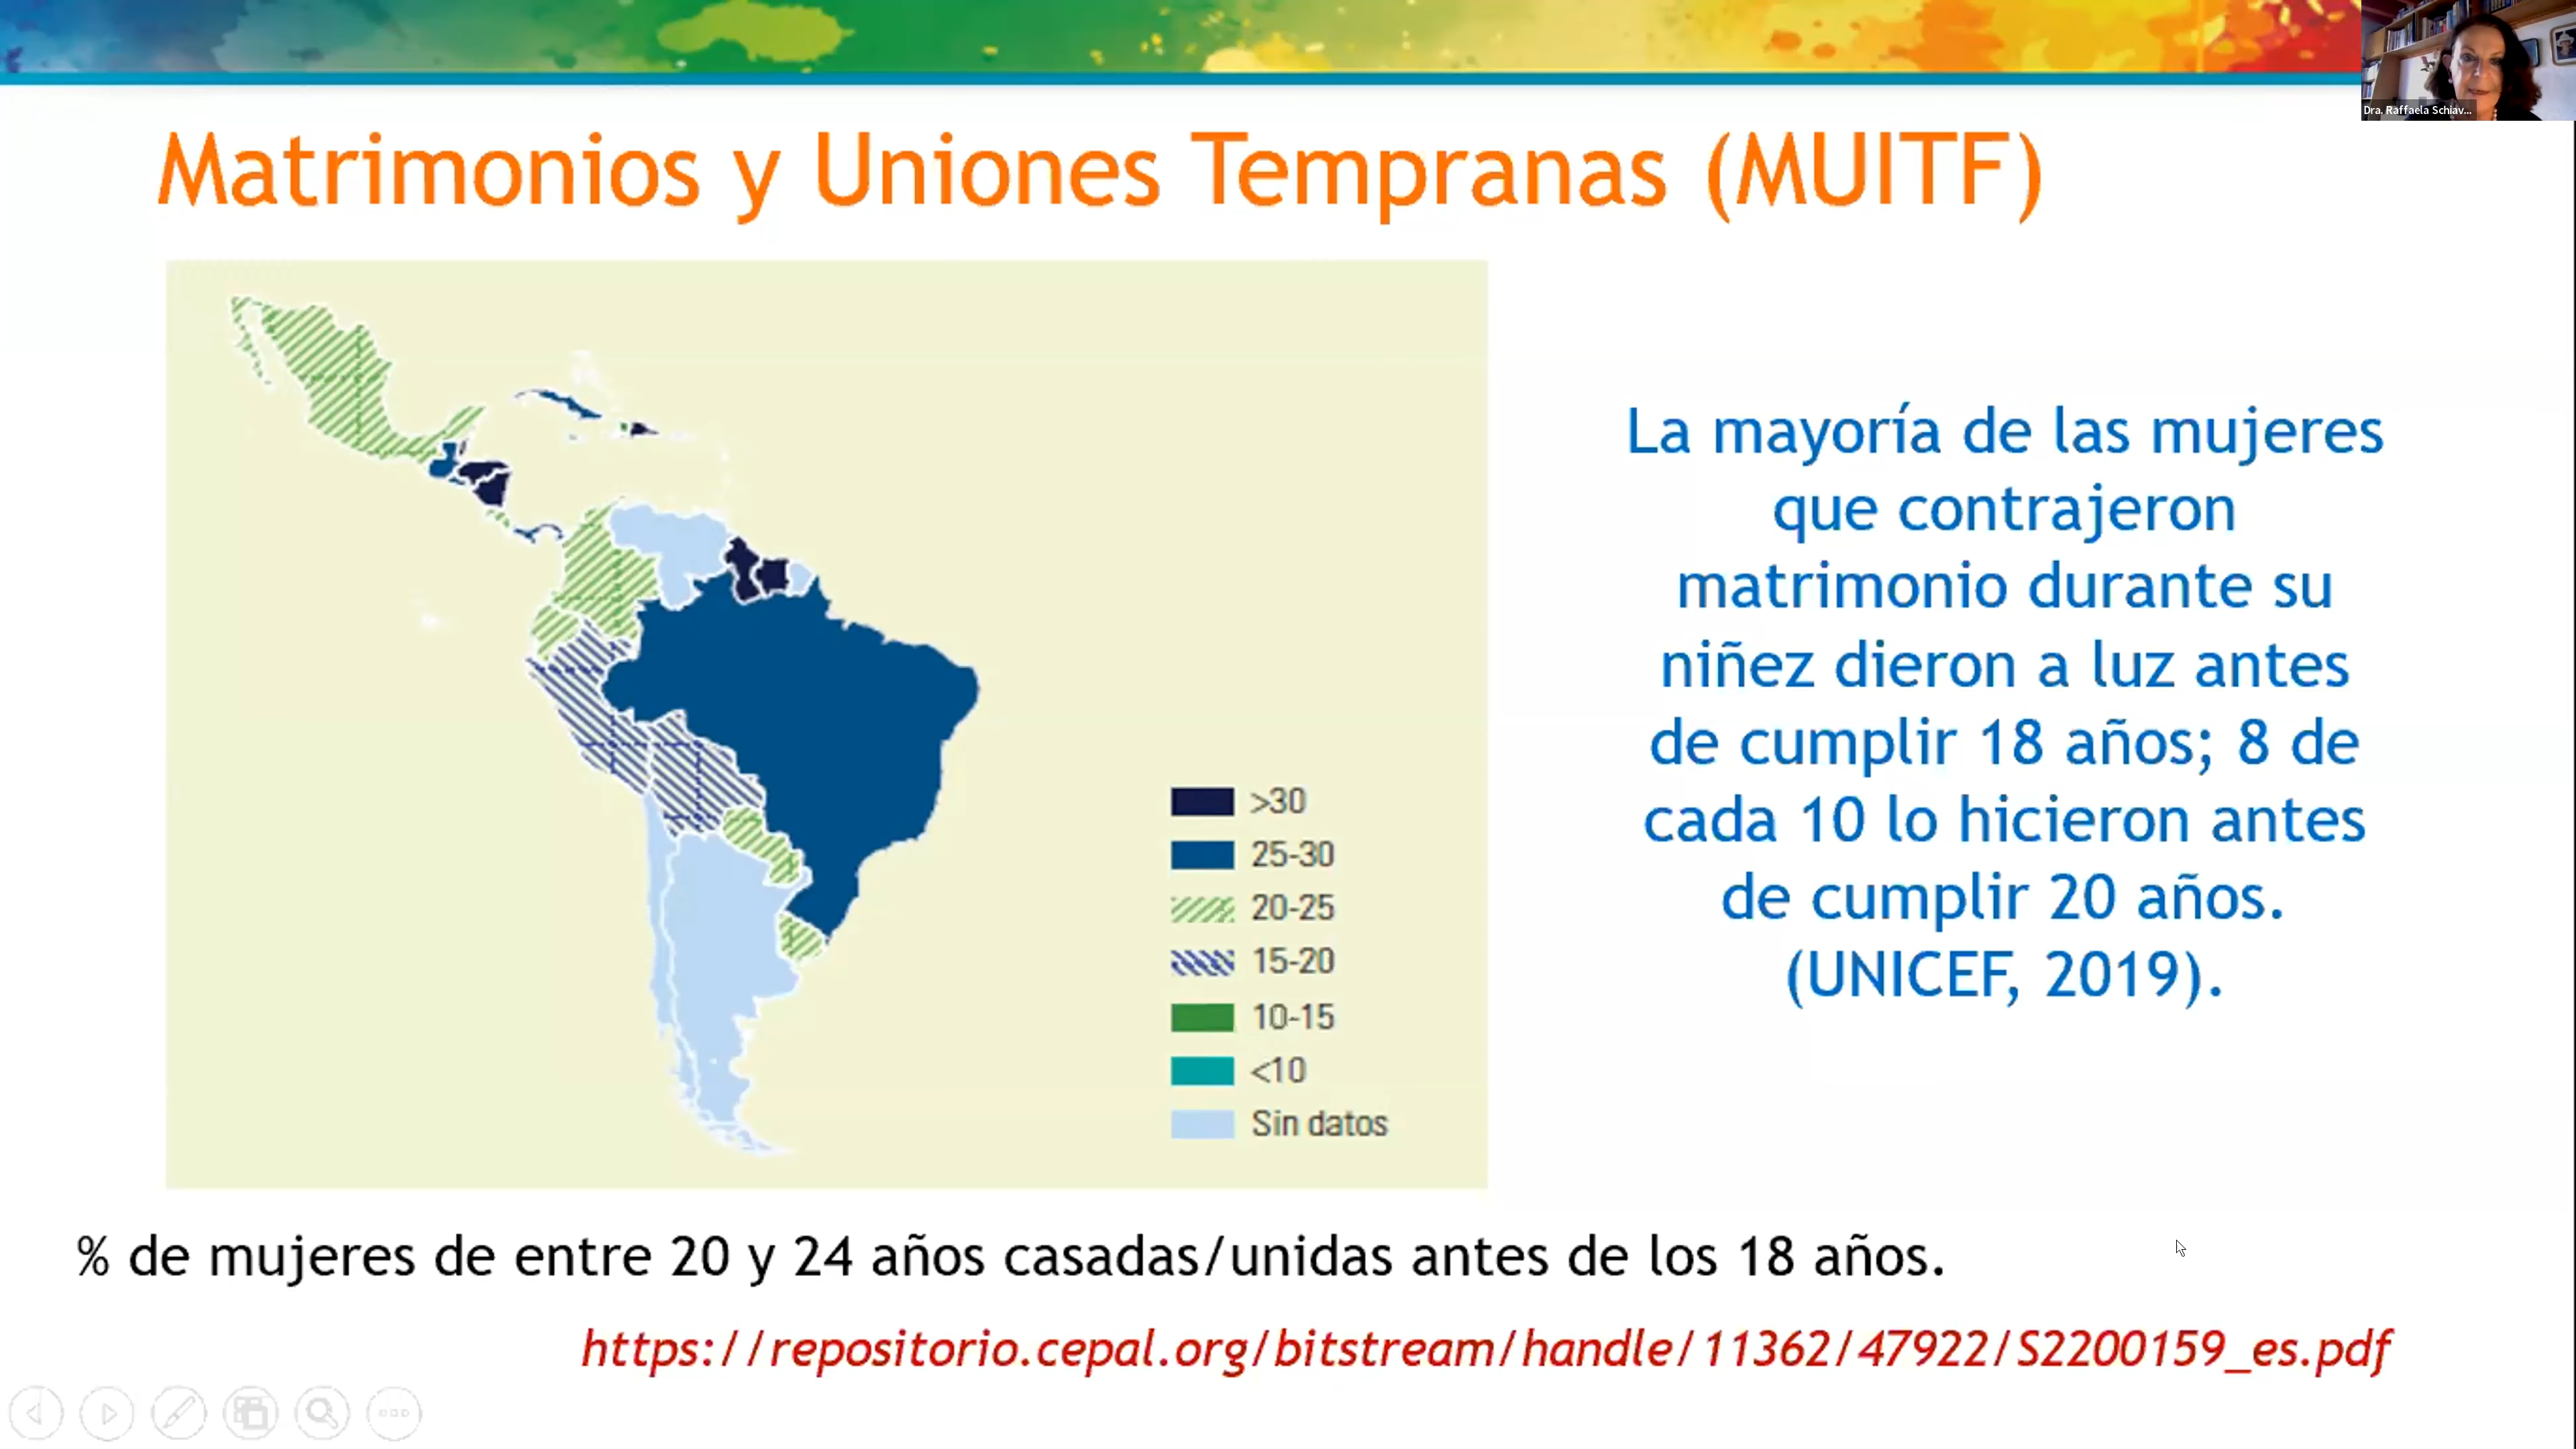 Dra. Raffaela Schiav...
Matrimonios y Uniones Tempranas (MUITF)
>30
25-30
20-25
15-20
10-15
<10
Sin datos
La mayoría de las mujeres
que contrajeron
matrimonio durante su
niñez dieron a luz antes
de cumplir 18 años; 8 de
cada 10 lo hicieron antes
de cumplir 20 años.
(UNICEF, 2019).
% de mujeres de entre 20 y 24 años casadas/unidas antes de los 18 años.
https://repositorio.cepal.org/bitstream/handle/11362/47922/S2200159_es.pdf